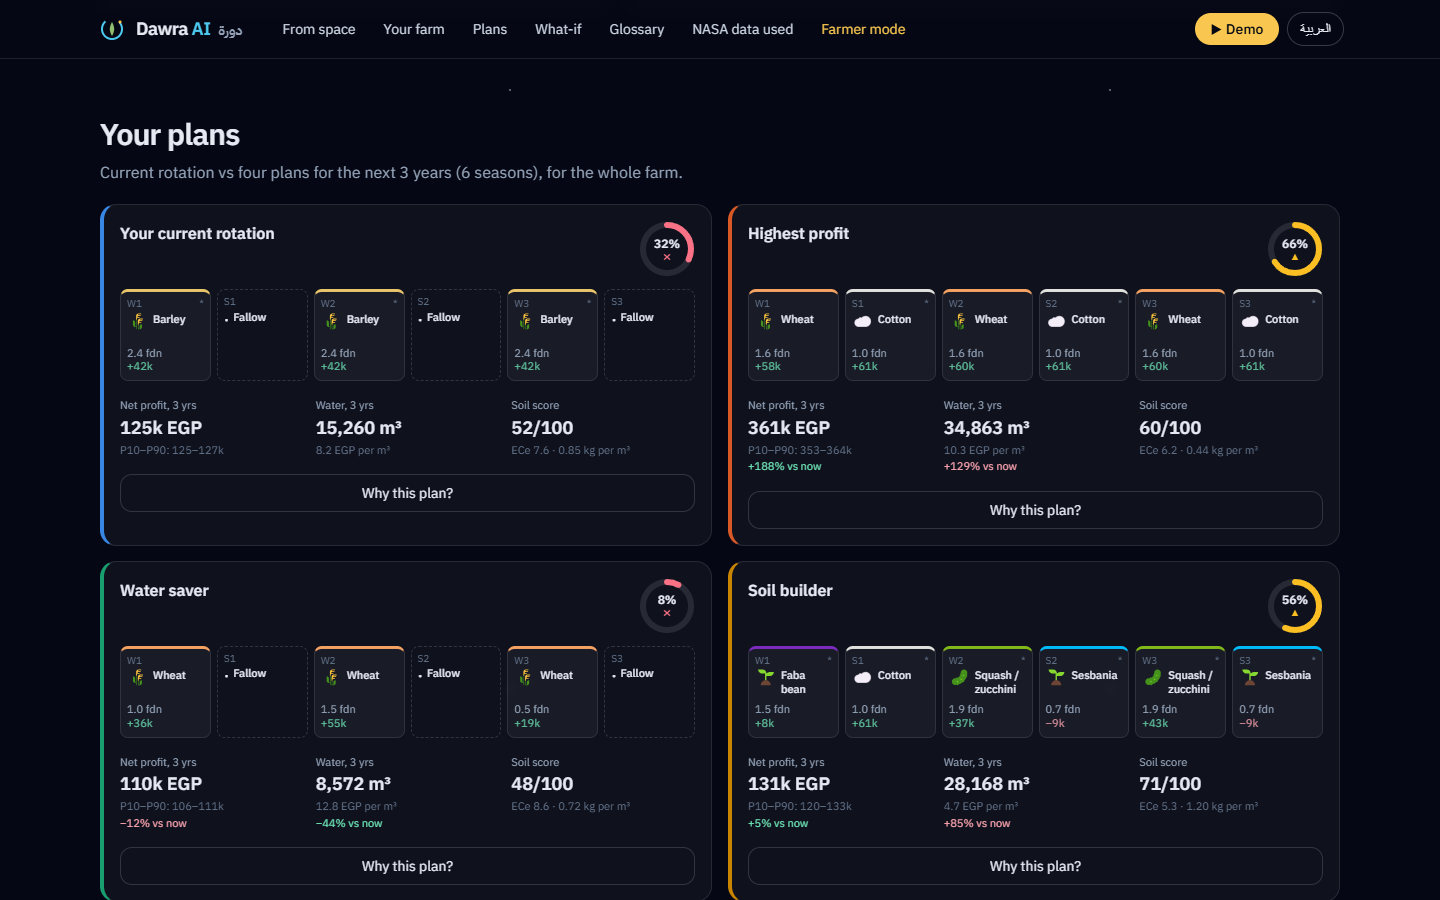 Dawra AI دورة
From space
Your farm
Plans
What-if
Glossary
NASA data used
Farmer mode
▶ Demo
العربية
Your plans
Current rotation vs four plans for the next 3 years (6 seasons), for the whole farm.
Your current rotation
32%
×
W1 *
Barley
2.4 fdn
+42k
S1
Fallow
W2 *
Barley
2.4 fdn
+42k
S2
Fallow
W3 *
Barley
2.4 fdn
+42k
S3
Fallow
Net profit, 3 yrs
125k EGP
P10–P90: 125–127k
Water, 3 yrs
15,260 m³
8.2 EGP per m³
Soil score
52/100
ECe 7.6 · 0.85 kg per m³
Why this plan?
Highest profit
66%
▲
W1
Wheat
1.6 fdn
+58k
S1 *
Cotton
1.0 fdn
+61k
W2
Wheat
1.6 fdn
+60k
S2 *
Cotton
1.0 fdn
+61k
W3
Wheat
1.6 fdn
+60k
S3 *
Cotton
1.0 fdn
+61k
Net profit, 3 yrs
361k EGP
P10–P90: 353–364k
+188% vs now
Water, 3 yrs
34,863 m³
10.3 EGP per m³
+129% vs now
Soil score
60/100
ECe 6.2 · 0.44 kg per m³
Why this plan?
Water saver
8%
×
W1
Wheat
1.0 fdn
+36k
S1
Fallow
W2
Wheat
1.5 fdn
+55k
S2
Fallow
W3
Wheat
0.5 fdn
+19k
S3
Fallow
Net profit, 3 yrs
110k EGP
P10–P90: 106–111k
−12% vs now
Water, 3 yrs
8,572 m³
12.8 EGP per m³
−44% vs now
Soil score
48/100
ECe 8.6 · 0.72 kg per m³
Why this plan?
Soil builder
56%
▲
W1 *
Faba
bean
1.5 fdn
+8k
S1 *
Cotton
1.0 fdn
+61k
W2 *
Squash /
zucchini
1.9 fdn
+37k
S2 *
Sesbania
0.7 fdn
−9k
W3 *
Squash /
zucchini
1.9 fdn
+43k
S3 *
Sesbania
0.7 fdn
−9k
Net profit, 3 yrs
131k EGP
P10–P90: 120–133k
+5% vs now
Water, 3 yrs
28,168 m³
4.7 EGP per m³
+85% vs now
Soil score
71/100
ECe 5.3 · 1.20 kg per m³
Why this plan?